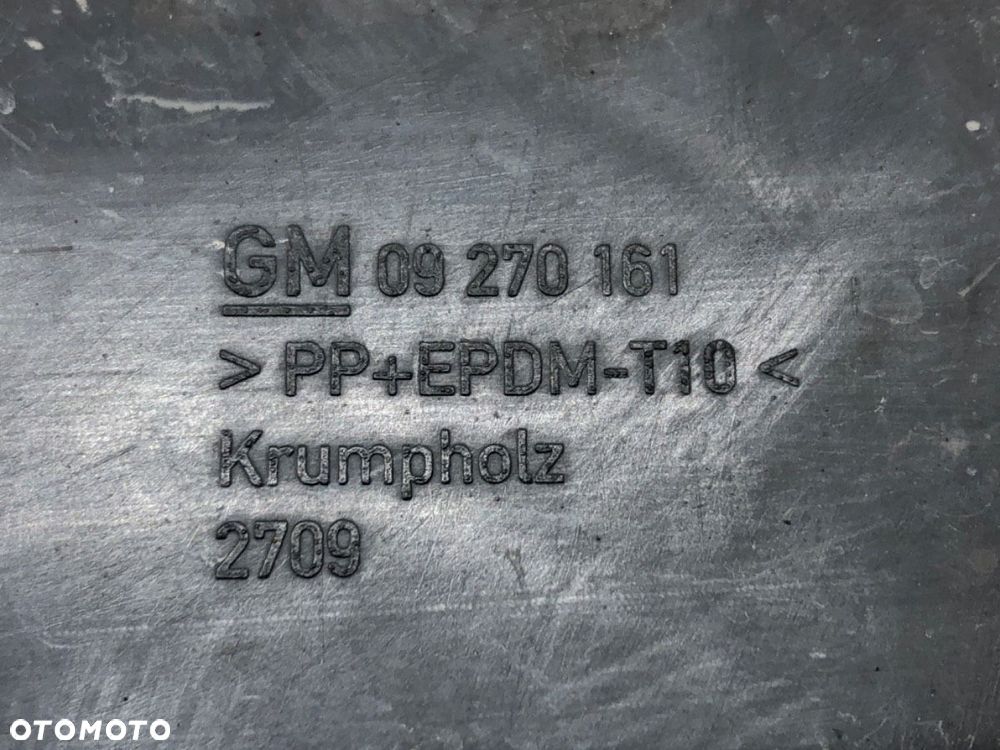 GM 09 270 161
> PP+EPDM-T10 <
Krumpholz
2709
OTOMOTO